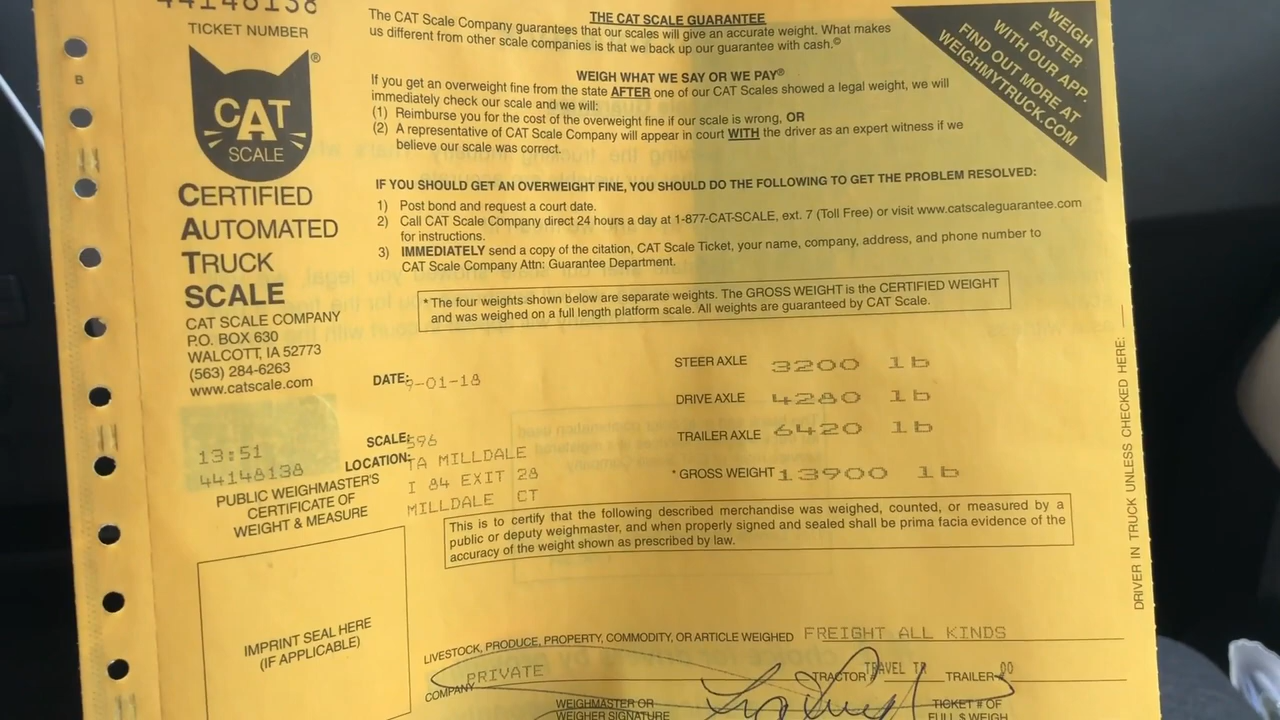 44148138
TICKET NUMBER
CAT
SCALE
®
CERTIFIED
AUTOMATED
TRUCK
SCALE
CAT SCALE COMPANY
P.O. BOX 630
WALCOTT, IA 52773
(563) 284-6263
www.catscale.com
THE CAT SCALE GUARANTEE
The CAT Scale Company guarantees that our scales will give an accurate weight. What makes
us different from other scale companies is that we back up our guarantee with cash.©
WEIGH WHAT WE SAY OR WE PAY®
If you get an overweight fine from the state AFTER one of our CAT Scales showed a legal weight, we will
immediately check our scale and we will:
(1) Reimburse you for the cost of the overweight fine if our scale is wrong, OR
(2) A representative of CAT Scale Company will appear in court WITH the driver as an expert witness if we
believe our scale was correct.
WEIGH
FASTER
WITH OUR APP.
FIND OUT MORE AT
WEIGHMYTRUCK.COM
IF YOU SHOULD GET AN OVERWEIGHT FINE, YOU SHOULD DO THE FOLLOWING TO GET THE PROBLEM RESOLVED:
1) Post bond and request a court date.
2) Call CAT Scale Company direct 24 hours a day at 1-877-CAT-SCALE, ext. 7 (Toll Free) or visit www.catscaleguarantee.com
for instructions.
3) IMMEDIATELY send a copy of the citation, CAT Scale Ticket, your name, company, address, and phone number to
CAT Scale Company Attn: Guarantee Department.
* The four weights shown below are separate weights. The GROSS WEIGHT is the CERTIFIED WEIGHT
and was weighed on a full length platform scale. All weights are guaranteed by CAT Scale.
DATE: 9-01-18
STEER AXLE 3200 lb
DRIVE AXLE 4280 lb
TRAILER AXLE 6420 lb
* GROSS WEIGHT 13900 lb
SCALE: 596
LOCATION: TA MILLDALE
I 84 EXIT 28
MILLDALE CT
13:51
44148138
PUBLIC WEIGHMASTER'S
CERTIFICATE OF
WEIGHT & MEASURE
This is to certify that the following described merchandise was weighed, counted, or measured by a
public or deputy weighmaster, and when properly signed and sealed shall be prima facia evidence of the
accuracy of the weight shown as prescribed by law.
IMPRINT SEAL HERE
(IF APPLICABLE)
DRIVER IN TRUCK UNLESS CHECKED HERE:
LIVESTOCK, PRODUCE, PROPERTY, COMMODITY, OR ARTICLE WEIGHED FREIGHT ALL KINDS
COMPANY PRIVATE TRACTOR # TRAVEL TR TRAILER # 00
WEIGHMASTER OR
WEIGHER SIGNATURE
TICKET # OF
FULL $ WEIGH
B